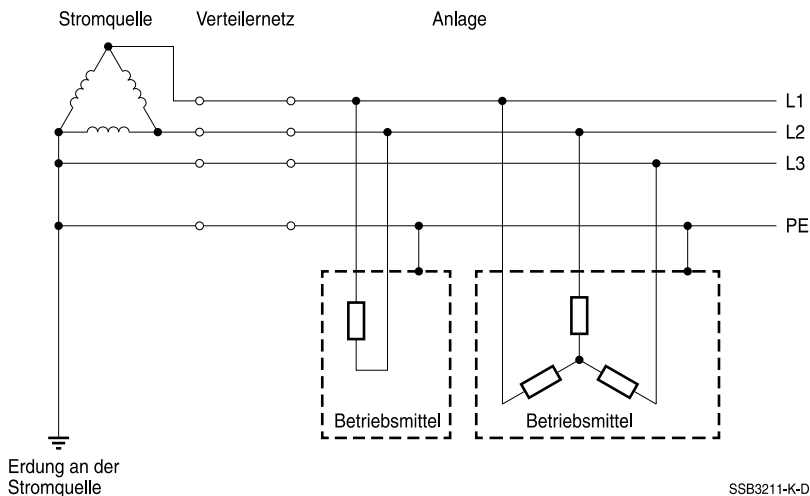 Stromquelle
Verteilernetz
Anlage
L1
L2
L3
PE
Betriebsmittel
Betriebsmittel
Erdung an der
Stromquelle
SSB3211-K-D